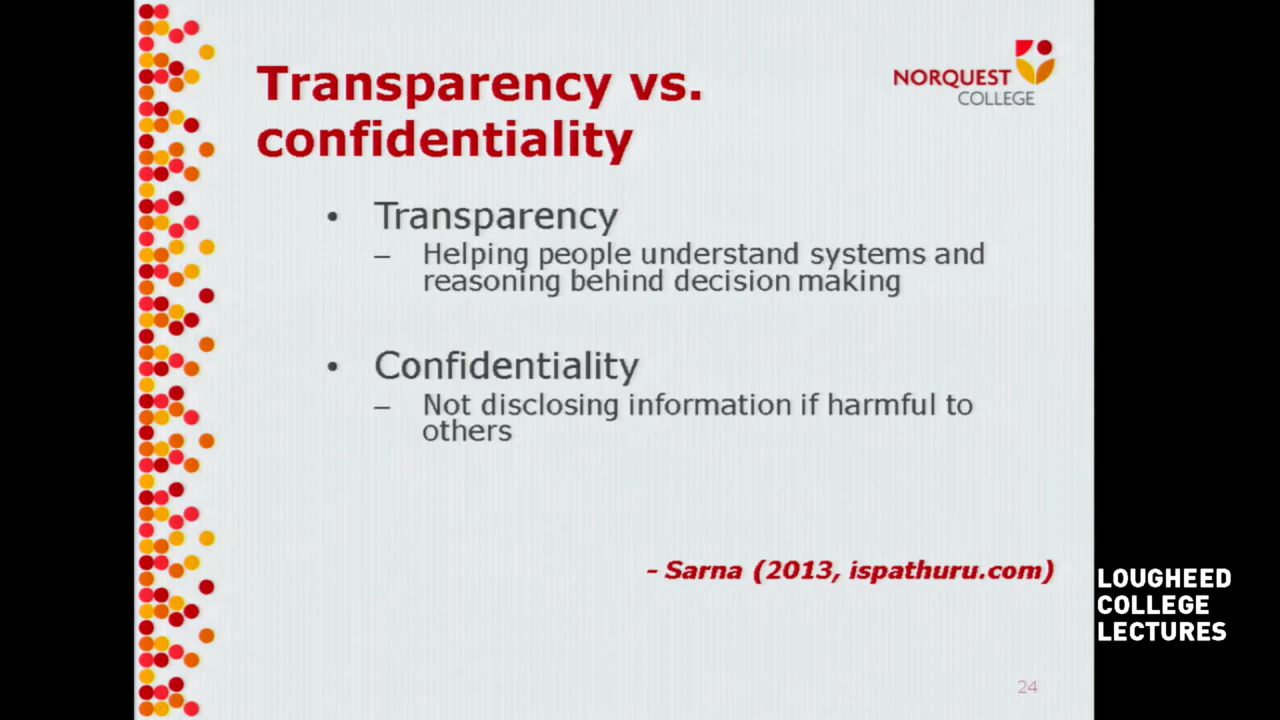 Transparency vs.
confidentiality
NORQUEST
COLLEGE
• Transparency
– Helping people understand systems and
reasoning behind decision making
• Confidentiality
– Not disclosing information if harmful to
others
– Sarna (2013, ispathuru.com)
LOUGHEED
COLLEGE
LECTURES
24